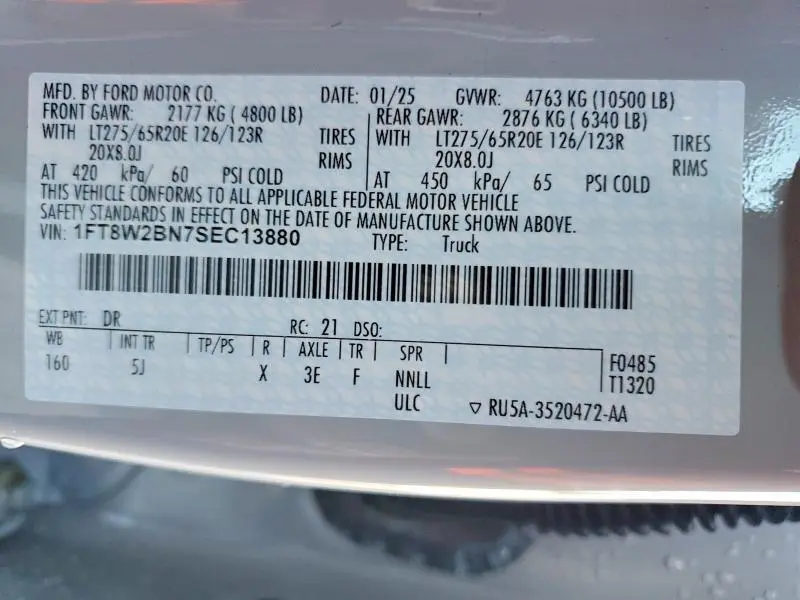 MFD. BY FORD MOTOR CO. DATE: 01/25 GVWR: 4763 KG (10500 LB)
FRONT GAWR: 2177 KG ( 4800 LB) REAR GAWR: 2876 KG ( 6340 LB)
WITH LT275/65R20E 126/123R TIRES WITH LT275/65R20E 126/123R TIRES
20X8.0J RIMS 20X8.0J RIMS
AT 420 kPa/ 60 PSI COLD AT 450 kPa/ 65 PSI COLD
THIS VEHICLE CONFORMS TO ALL APPLICABLE FEDERAL MOTOR VEHICLE
SAFETY STANDARDS IN EFFECT ON THE DATE OF MANUFACTURE SHOWN ABOVE.
VIN: 1FT8W2BN7SEC13880 TYPE: Truck
EXT PNT: DR RC: 21 DSO:
WB INT TR TP/PS R AXLE TR SPR F0485
160 5J X 3E F NNLL T1320
ULC ▽ RU5A-3520472-AA